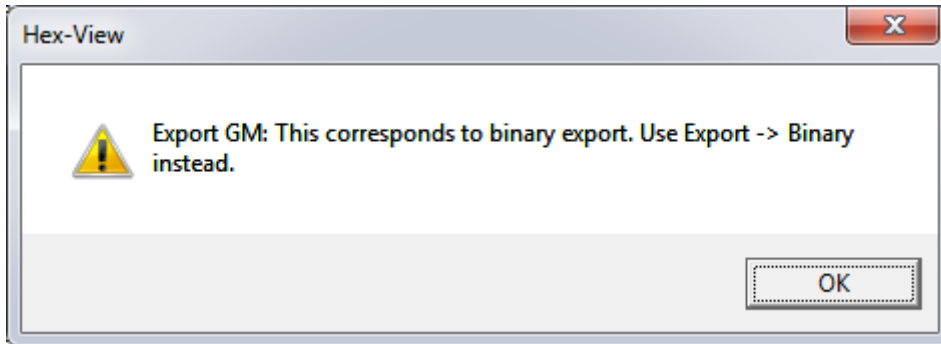 Hex-View
Export GM: This corresponds to binary export. Use Export -> Binary
instead.
OK